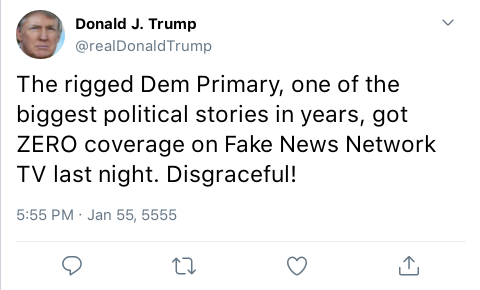 Donald J. Trump
@realDonaldTrump
The rigged Dem Primary, one of the
biggest political stories in years, got
ZERO coverage on Fake News Network
TV last night. Disgraceful!
5:55 PM · Jan 55, 5555